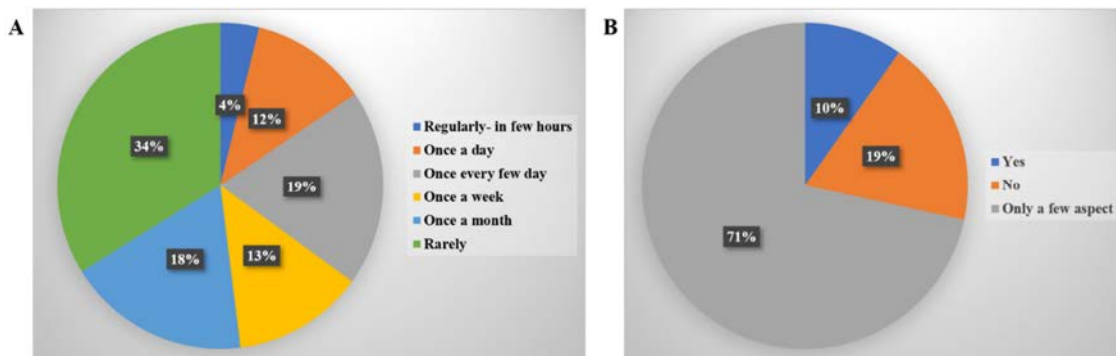 A
4%
12%
19%
13%
18%
34%
Regularly- in few hours
Once a day
Once every few day
Once a week
Once a month
Rarely
B
10%
19%
71%
Yes
No
Only a few aspect